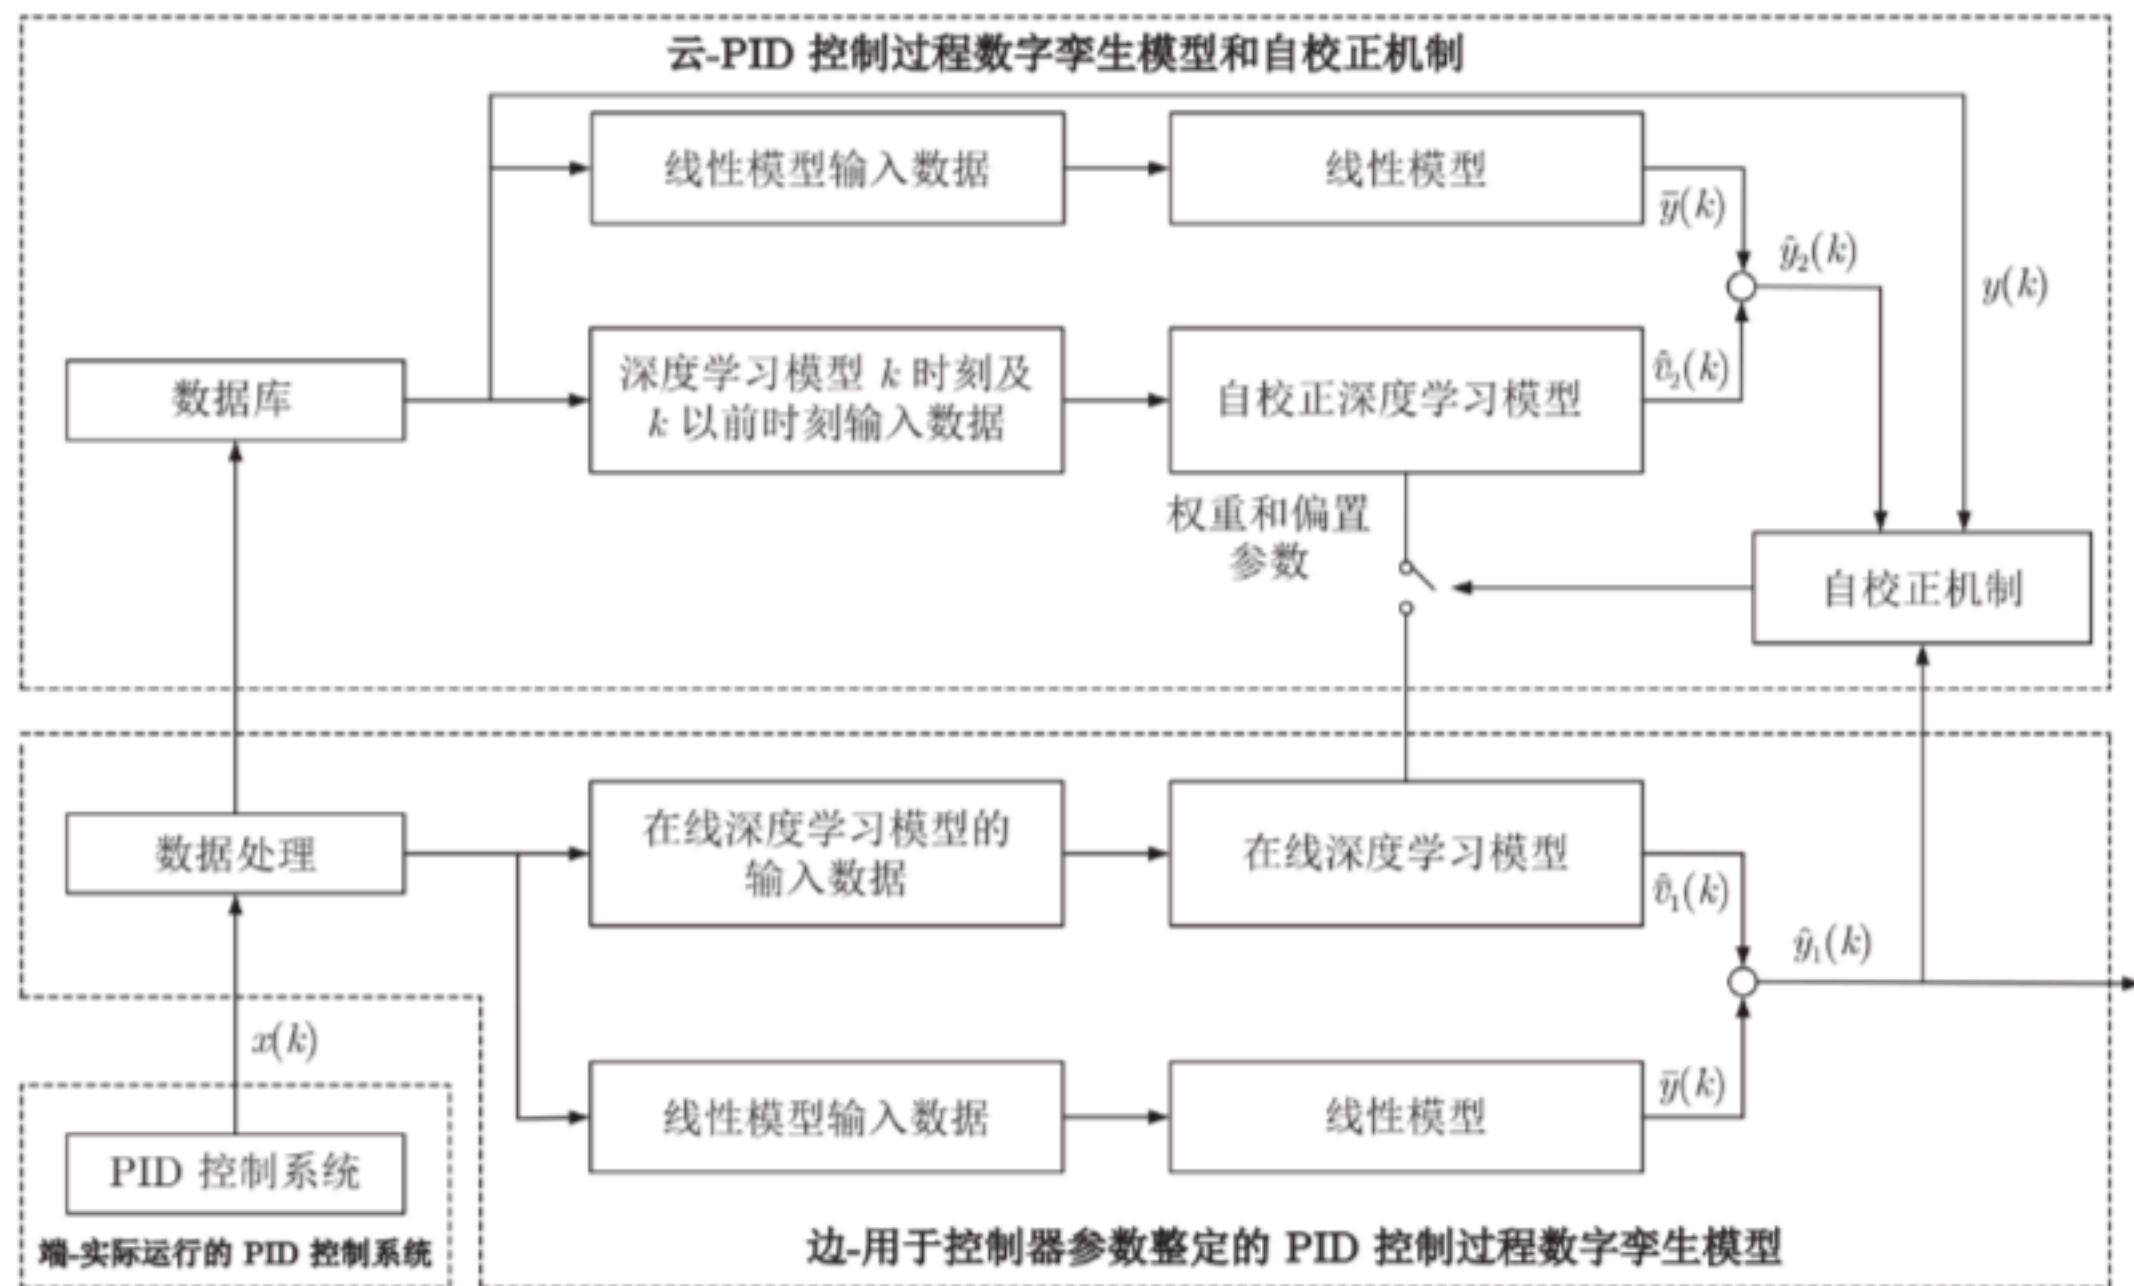 云-PID 控制过程数字孪生模型和自校正机制
线性模型输入数据
线性模型
ȳ(k)
ŷ₂(k)
y(k)
数据库
深度学习模型 k 时刻及
k 以前时刻输入数据
自校正深度学习模型
v̂₂(k)
权重和偏置
参数
自校正机制
数据处理
在线深度学习模型的
输入数据
在线深度学习模型
v̂₁(k)
ŷ₁(k)
x(k)
线性模型输入数据
线性模型
ȳ(k)
PID 控制系统
端-实际运行的 PID 控制系统
边-用于控制器参数整定的 PID 控制过程数字孪生模型